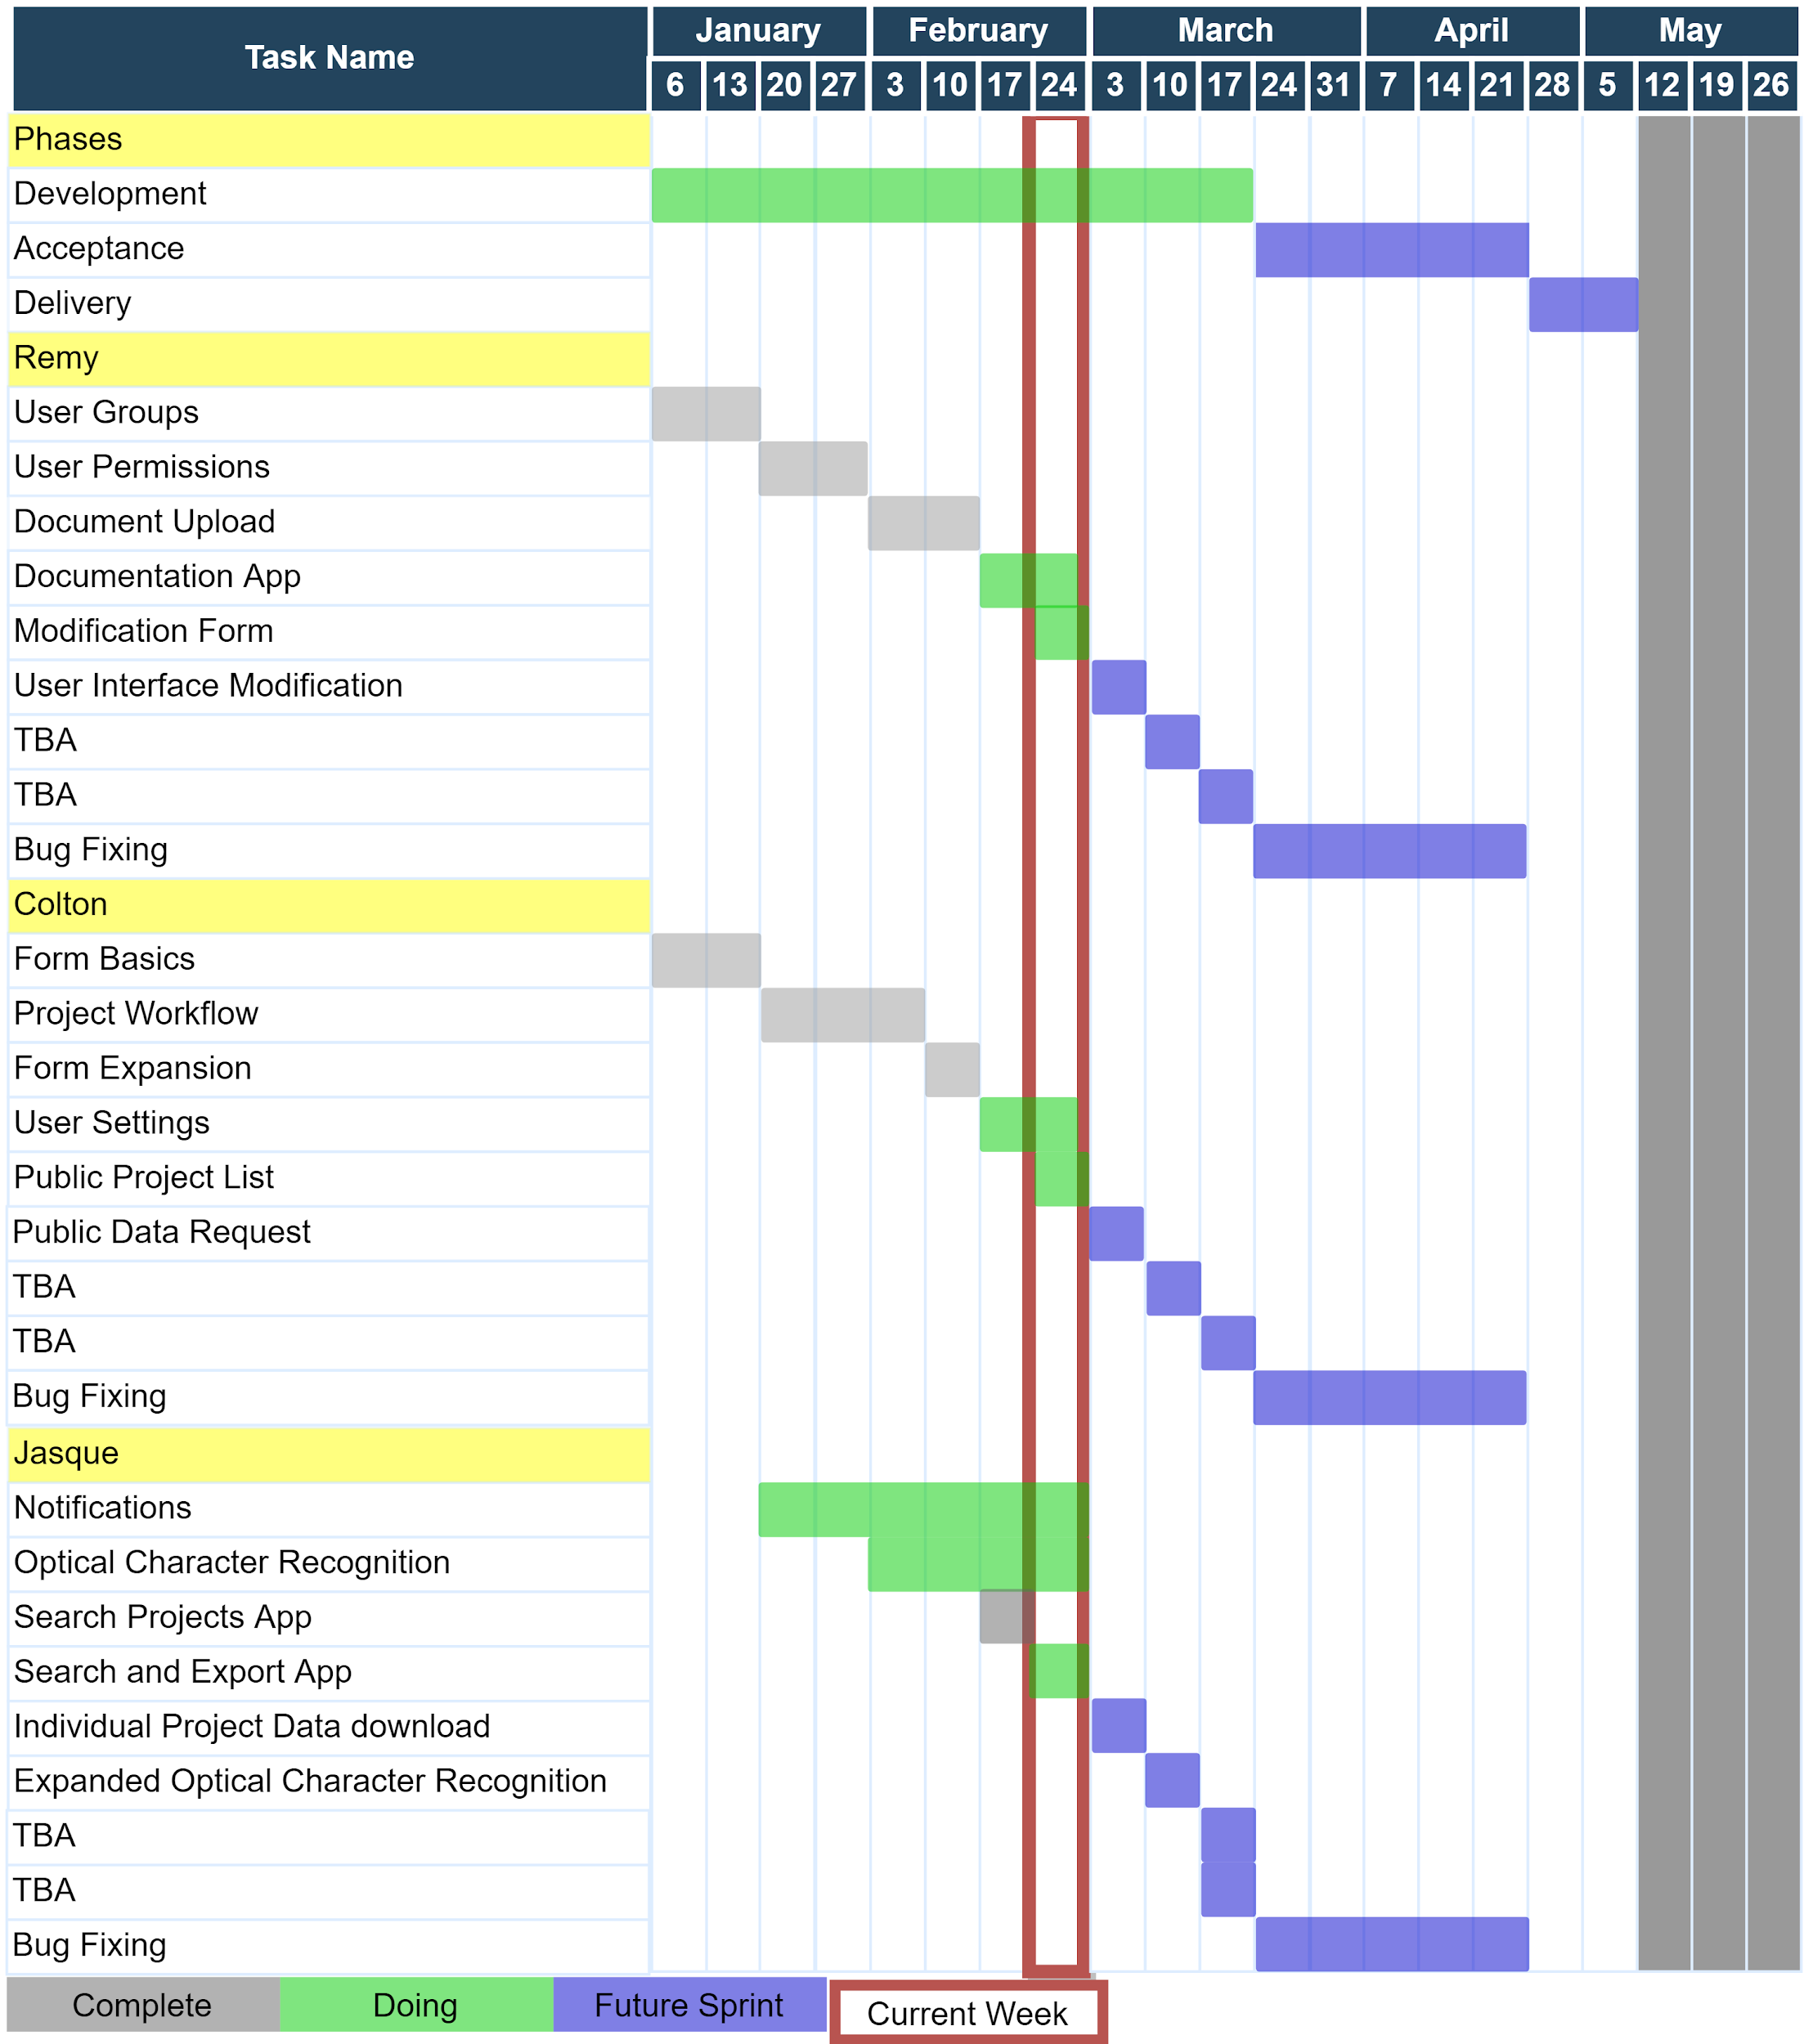 Task Name
January February March April May
6 13 20 27 3 10 17 24 3 10 17 24 31 7 14 21 28 5 12 19 26
Phases
Development
Acceptance
Delivery
Remy
User Groups
User Permissions
Document Upload
Documentation App
Modification Form
User Interface Modification
TBA
TBA
Bug Fixing
Colton
Form Basics
Project Workflow
Form Expansion
User Settings
Public Project List
Public Data Request
TBA
TBA
Bug Fixing
Jasque
Notifications
Optical Character Recognition
Search Projects App
Search and Export App
Individual Project Data download
Expanded Optical Character Recognition
TBA
TBA
Bug Fixing
Complete Doing Future Sprint Current Week